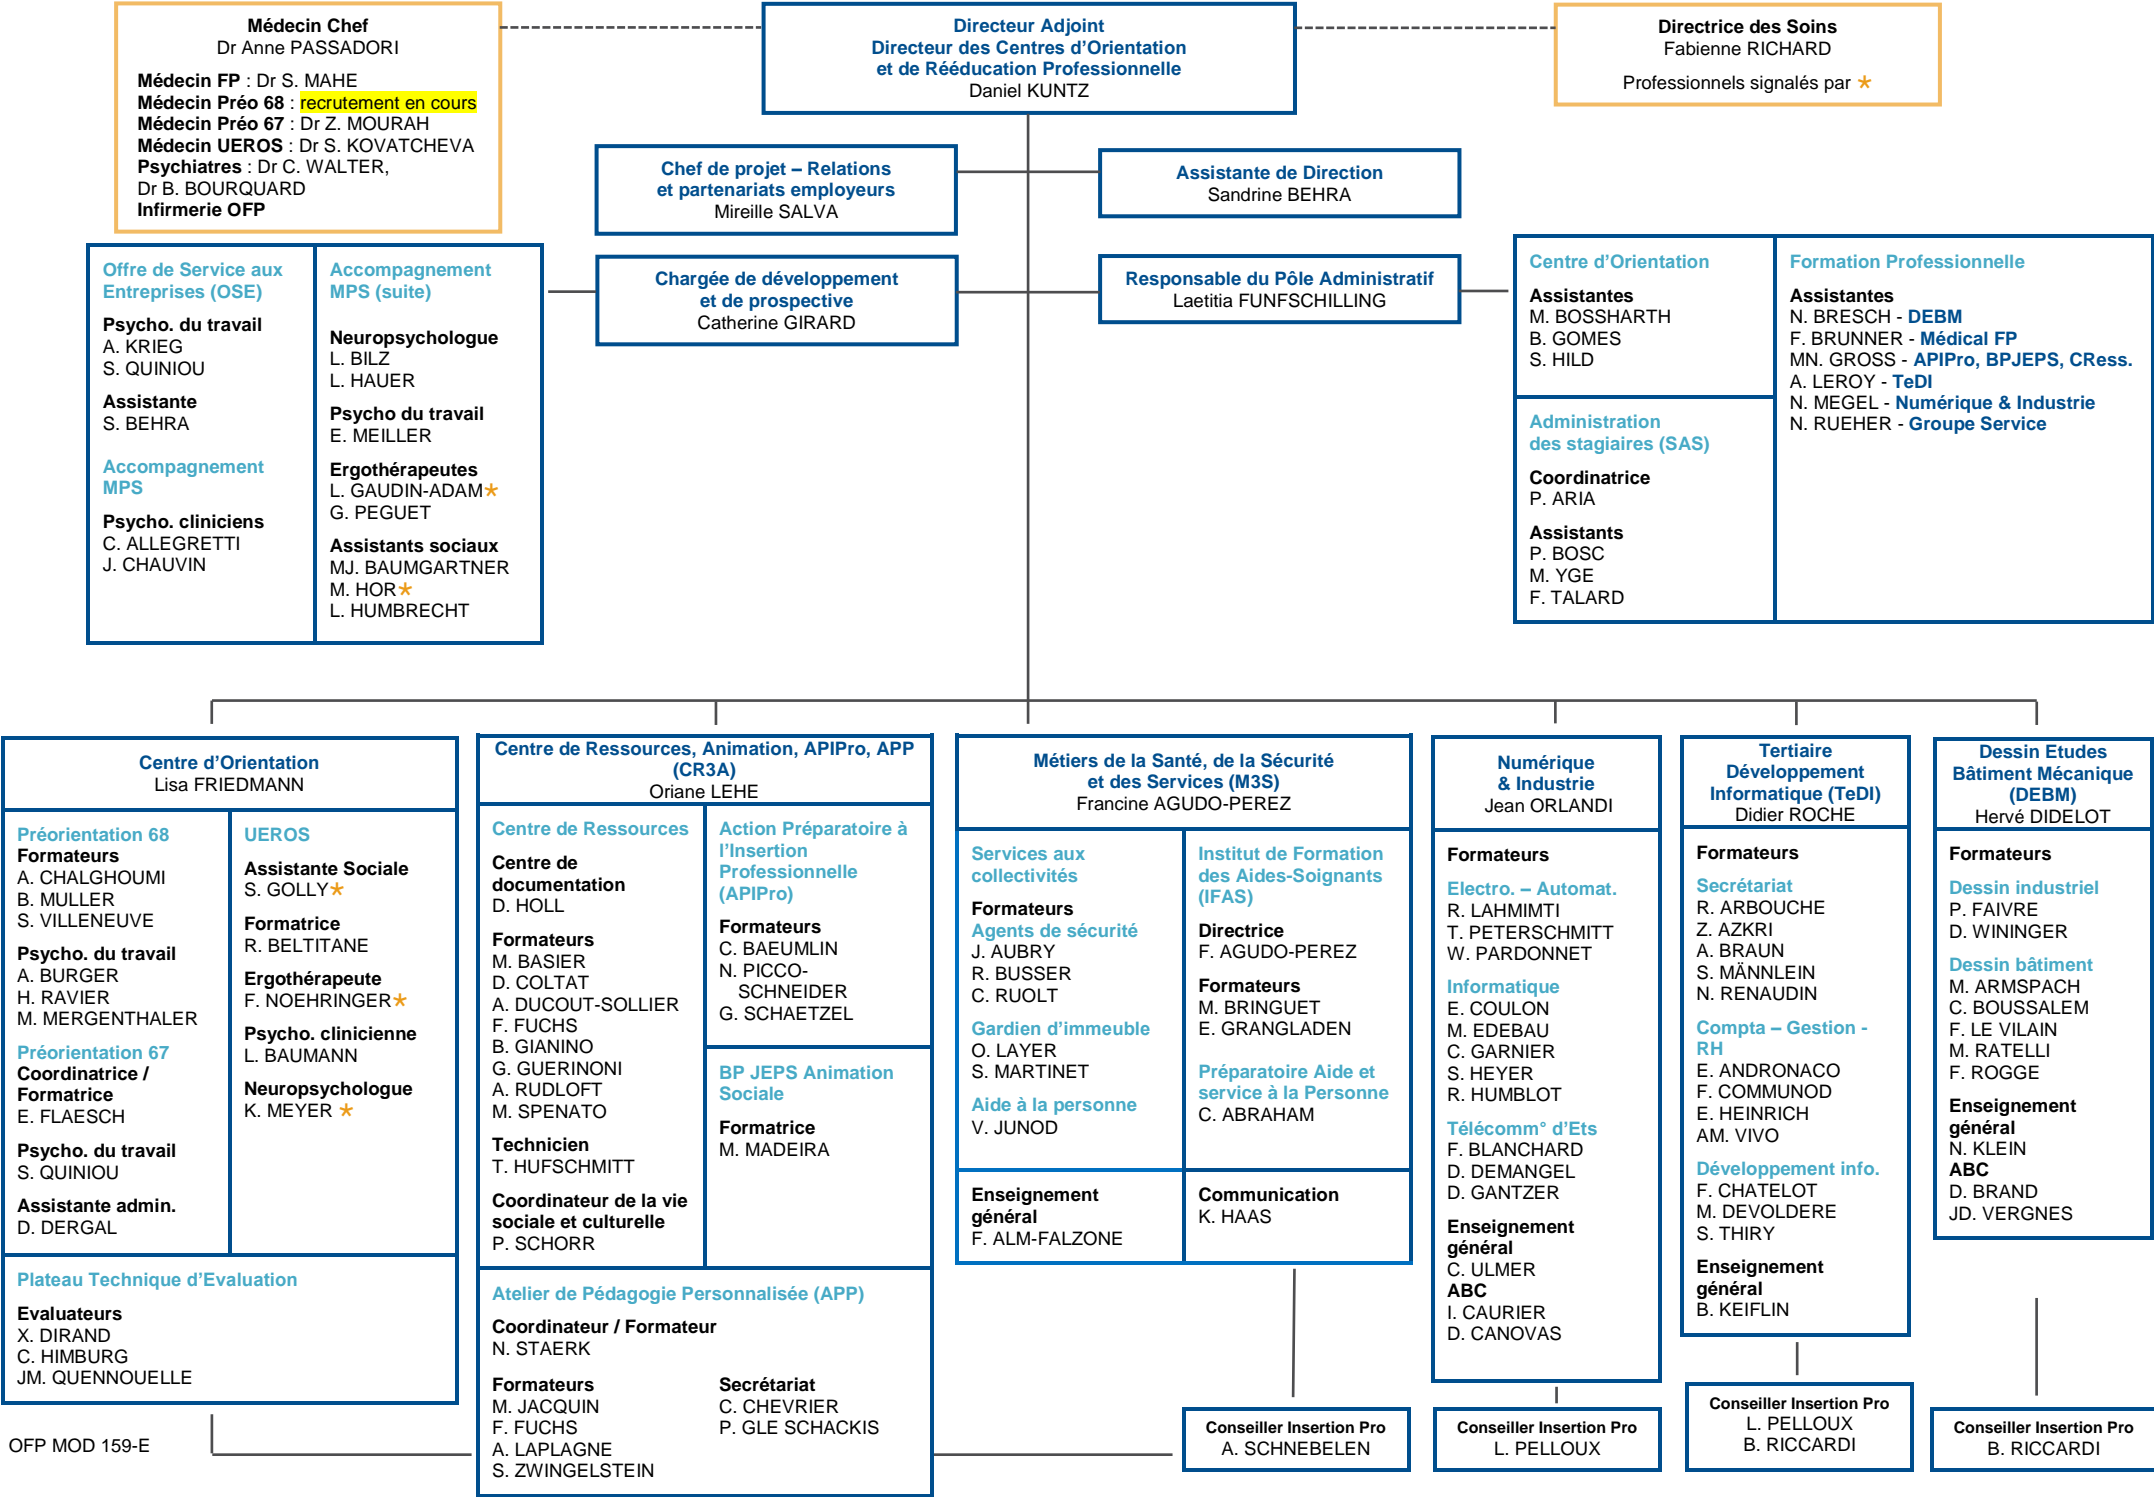 Médecin Chef
Dr Anne PASSADORI
Médecin FP : Dr S. MAHE
Médecin Préo 68 : recrutement en cours
Médecin Préo 67 : Dr Z. MOURAH
Médecin UEROS : Dr S. KOVATCHEVA
Psychiatres : Dr C. WALTER,
Dr B. BOURQUARD
Infirmerie OFP
Directeur Adjoint
Directeur des Centres d’Orientation
et de Rééducation Professionnelle
Daniel KUNTZ
Directrice des Soins
Fabienne RICHARD
Professionnels signalés par *
Chef de projet – Relations
et partenariats employeurs
Mireille SALVA
Assistante de Direction
Sandrine BEHRA
Chargée de développement
et de prospective
Catherine GIRARD
Responsable du Pôle Administratif
Laetitia FUNFSCHILLING
Offre de Service aux
Entreprises (OSE)
Psycho. du travail
A. KRIEG
S. QUINIOU
Assistante
S. BEHRA
Accompagnement
MPS
Psycho. cliniciens
C. ALLEGRETTI
J. CHAUVIN
Accompagnement
MPS (suite)
Neuropsychologue
L. BILZ
L. HAUER
Psycho du travail
E. MEILLER
Ergothérapeutes
L. GAUDIN-ADAM*
G. PEGUET
Assistants sociaux
MJ. BAUMGARTNER
M. HOR*
L. HUMBRECHT
Centre d’Orientation
Assistantes
M. BOSSHARTH
B. GOMES
S. HILD
Administration
des stagiaires (SAS)
Coordinatrice
P. ARIA
Assistants
P. BOSC
M. YGE
F. TALARD
Formation Professionnelle
Assistantes
N. BRESCH - DEBM
F. BRUNNER - Médical FP
MN. GROSS - APIPro, BPJEPS, CRess.
A. LEROY - TeDI
N. MEGEL - Numérique & Industrie
N. RUEHER - Groupe Service
Centre d’Orientation
Lisa FRIEDMANN
Préorientation 68
Formateurs
A. CHALGHOUMI
B. MULLER
S. VILLENEUVE
Psycho. du travail
A. BURGER
H. RAVIER
M. MERGENTHALER
Préorientation 67
Coordinatrice /
Formatrice
E. FLAESCH
Psycho. du travail
S. QUINIOU
Assistante admin.
D. DERGAL
UEROS
Assistante Sociale
S. GOLLY*
Formatrice
R. BELTITANE
Ergothérapeute
F. NOEHRINGER*
Psycho. clinicienne
L. BAUMANN
Neuropsychologue
K. MEYER *
Plateau Technique d’Evaluation
Evaluateurs
X. DIRAND
C. HIMBURG
JM. QUENNOUELLE
Centre de Ressources, Animation, APIPro, APP
(CR3A)
Oriane LEHE
Centre de Ressources
Centre de
documentation
D. HOLL
Formateurs
M. BASIER
D. COLTAT
A. DUCOUT-SOLLIER
F. FUCHS
B. GIANINO
G. GUERINONI
A. RUDLOFT
M. SPENATO
Technicien
T. HUFSCHMITT
Coordinateur de la vie
sociale et culturelle
P. SCHORR
Action Préparatoire à
l’Insertion
Professionnelle
(APIPro)
Formateurs
C. BAEUMLIN
N. PICCO-
SCHNEIDER
G. SCHAETZEL
BP JEPS Animation
Sociale
Formatrice
M. MADEIRA
Atelier de Pédagogie Personnalisée (APP)
Coordinateur / Formateur
N. STAERK
Formateurs
M. JACQUIN
F. FUCHS
A. LAPLAGNE
S. ZWINGELSTEIN
Secrétariat
C. CHEVRIER
P. GLE SCHACKIS
Métiers de la Santé, de la Sécurité
et des Services (M3S)
Francine AGUDO-PEREZ
Services aux
collectivités
Formateurs
Agents de sécurité
J. AUBRY
R. BUSSER
C. RUOLT
Gardien d’immeuble
O. LAYER
S. MARTINET
Aide à la personne
V. JUNOD
Institut de Formation
des Aides-Soignants
(IFAS)
Directrice
F. AGUDO-PEREZ
Formateurs
M. BRINGUET
E. GRANGLADEN
Préparatoire Aide et
service à la Personne
C. ABRAHAM
Enseignement
général
F. ALM-FALZONE
Communication
K. HAAS
Numérique
& Industrie
Jean ORLANDI
Formateurs
Electro. – Automat.
R. LAHMIMTI
T. PETERSCHMITT
W. PARDONNET
Informatique
E. COULON
M. EDEBAU
C. GARNIER
S. HEYER
R. HUMBLOT
Télécomm° d’Ets
F. BLANCHARD
D. DEMANGEL
D. GANTZER
Enseignement
général
C. ULMER
ABC
I. CAURIER
D. CANOVAS
Tertiaire
Développement
Informatique (TeDI)
Didier ROCHE
Formateurs
Secrétariat
R. ARBOUCHE
Z. AZKRI
A. BRAUN
S. MÄNNLEIN
N. RENAUDIN
Compta – Gestion -
RH
E. ANDRONACO
F. COMMUNOD
E. HEINRICH
AM. VIVO
Développement info.
F. CHATELOT
M. DEVOLDERE
S. THIRY
Enseignement
général
B. KEIFLIN
Dessin Etudes
Bâtiment Mécanique
(DEBM)
Hervé DIDELOT
Formateurs
Dessin industriel
P. FAIVRE
D. WININGER
Dessin bâtiment
M. ARMSPACH
C. BOUSSALEM
F. LE VILAIN
M. RATELLI
F. ROGGE
Enseignement
général
N. KLEIN
ABC
D. BRAND
JD. VERGNES
Conseiller Insertion Pro
A. SCHNEBELEN
Conseiller Insertion Pro
L. PELLOUX
Conseiller Insertion Pro
L. PELLOUX
B. RICCARDI
Conseiller Insertion Pro
B. RICCARDI
OFP MOD 159-E